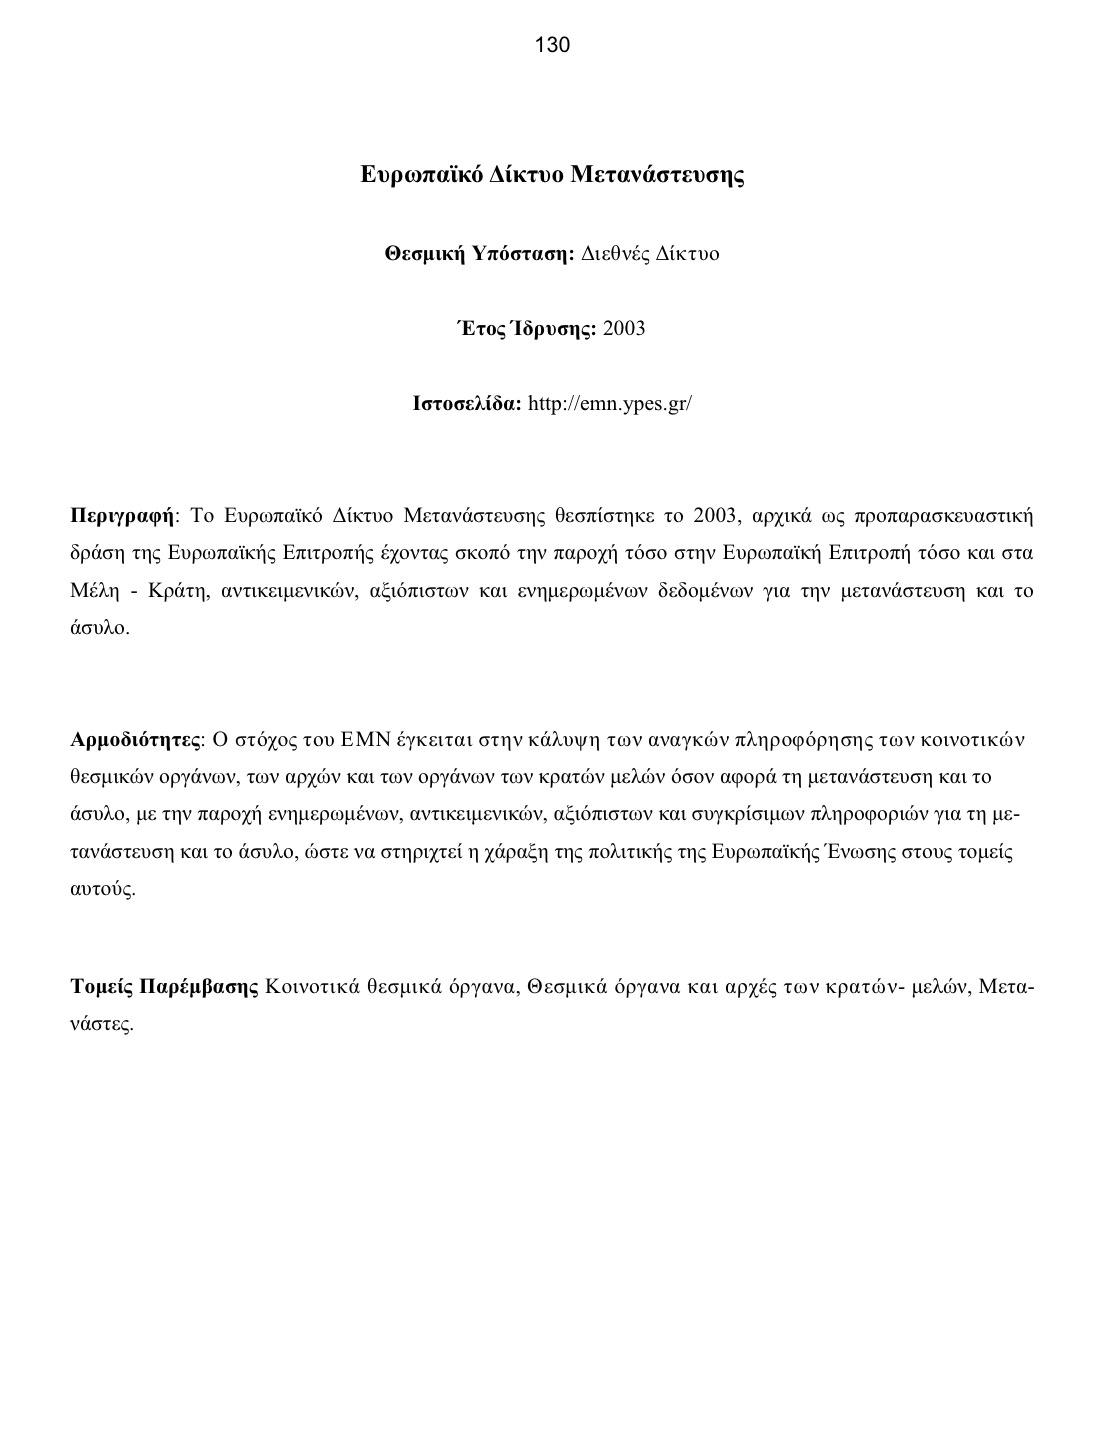 130
Ευρωπαϊκό Δίκτυο Μετανάστευσης
Θεσμική Υπόσταση: Διεθνές Δίκτυο
Έτος Ίδρυσης: 2003
Ιστοσελίδα: http://emn.ypes.gr/
Περιγραφή: Το Ευρωπαϊκό Δίκτυο Μετανάστευσης θεσπίστηκε το 2003, αρχικά ως προπαρασκευαστική
δράση της Ευρωπαϊκής Επιτροπής έχοντας σκοπό την παροχή τόσο στην Ευρωπαϊκή Επιτροπή τόσο και στα
Μέλη - Κράτη, αντικειμενικών, αξιόπιστων και ενημερωμένων δεδομένων για την μετανάστευση και το
άσυλο.
Αρμοδιότητες: Ο στόχος του ΕΜΝ έγκειται στην κάλυψη των αναγκών πληροφόρησης των κοινοτικών
θεσμικών οργάνων, των αρχών και των οργάνων των κρατών μελών όσον αφορά τη μετανάστευση και το
άσυλο, με την παροχή ενημερωμένων, αντικειμενικών, αξιόπιστων και συγκρίσιμων πληροφοριών για τη με-
τανάστευση και το άσυλο, ώστε να στηριχτεί η χάραξη της πολιτικής της Ευρωπαϊκής Ένωσης στους τομείς
αυτούς.
Τομείς Παρέμβασης Κοινοτικά θεσμικά όργανα, Θεσμικά όργανα και αρχές των κρατών- μελών, Μετα-
νάστες.